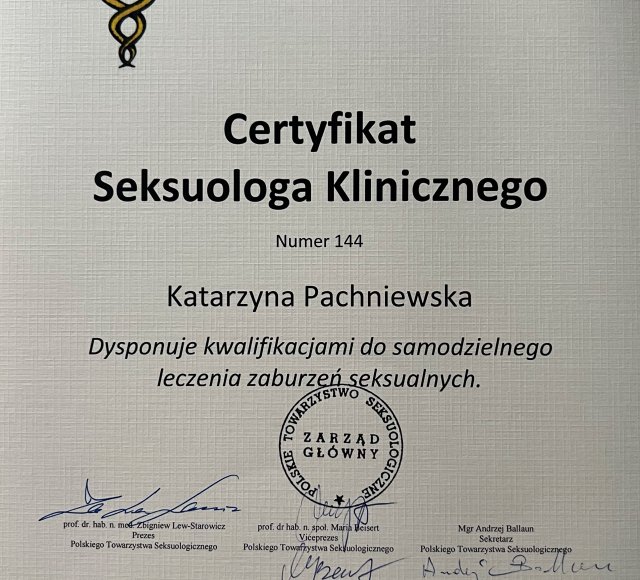 Certyfikat
Seksuologa Klinicznego
Numer 144
Katarzyna Pachniewska
Dysponuje kwalifikacjami do samodzielnego
leczenia zaburzeń seksualnych.
POLSKIE TOWARZYSTWO SEKSUOLOGICZNE
ZARZĄD
GŁÓWNY
prof. dr hab. n. med. Zbigniew Lew-Starowicz
Prezes
Polskiego Towarzystwa Seksuologicznego
prof. dr hab. n. społ. Maria Beisert
Viceprezes
Polskiego Towarzystwa Seksuologicznego
Mgr Andrzej Ballaun
Sekretarz
Polskiego Towarzystwa Seksuologicznego